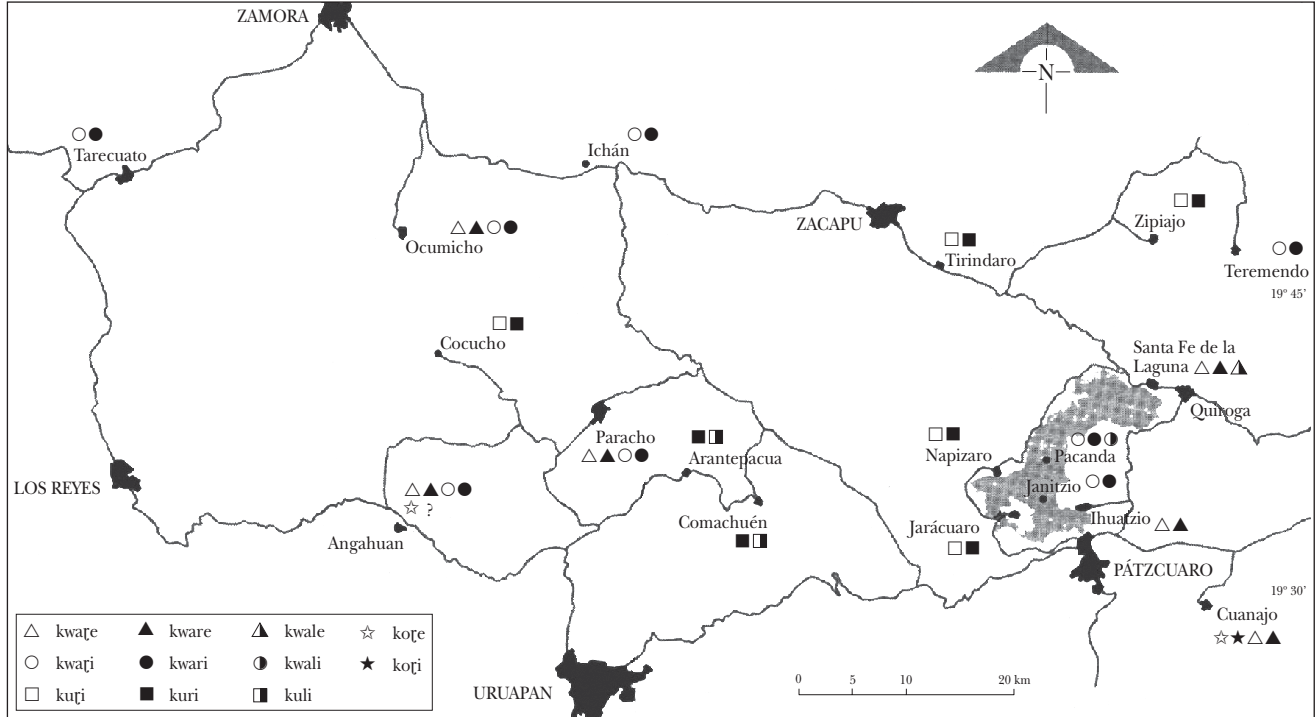 ZAMORA
N
Tarecuato
Ichán
Ocumicho
ZACAPU
Tirindaro
Zipiajo
Teremendo
19° 45'
Cocucho
Santa Fe de la
Laguna
Quiroga
Paracho
Arantepacua
Napizaro
Pacanda
Janitzio
LOS REYES
?
Angahuan
Comachuén
Jarácuaro
Ihuatzio
PÁTZCUARO
19° 30'
Cuanajo
URUAPAN
0 5 10 20 km
kwaɽe kware kwale koɽe
kwaɽi kwari kwali koɽi
kuɽi kuri kuli